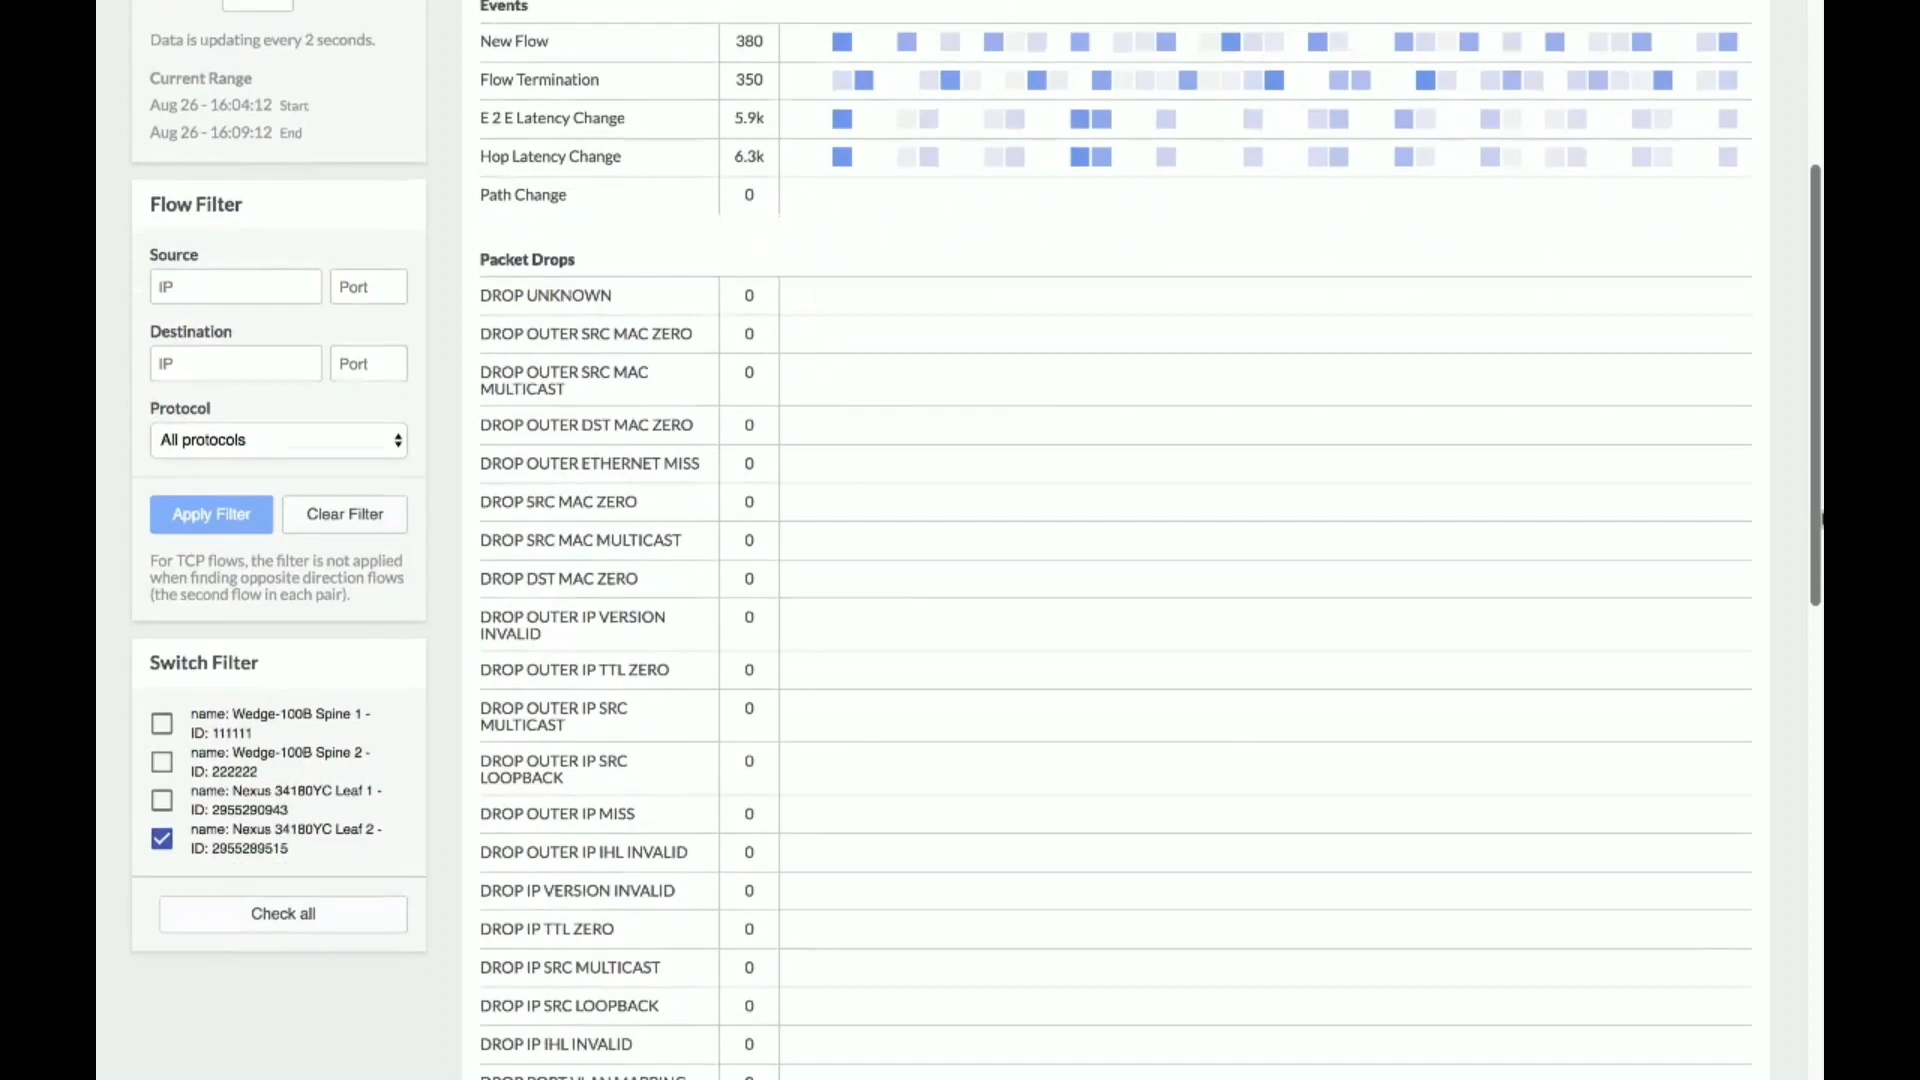 Data is updating every 2 seconds.
Current Range
Aug 26 - 16:04:12 Start
Aug 26 - 16:09:12 End
Flow Filter
Source
IP
Port
Destination
IP
Port
Protocol
All protocols
Apply Filter
Clear Filter
For TCP flows, the filter is not applied
when finding opposite direction flows
(the second flow in each pair).
Switch Filter
name: Wedge-100B Spine 1 -
ID: 111111
name: Wedge-100B Spine 2 -
ID: 222222
name: Nexus 34180YC Leaf 1 -
ID: 2955290943
name: Nexus 34180YC Leaf 2 -
ID: 2955289515
Check all
Events
New Flow 380
Flow Termination 350
E 2 E Latency Change 5.9k
Hop Latency Change 6.3k
Path Change 0
Packet Drops
DROP UNKNOWN 0
DROP OUTER SRC MAC ZERO 0
DROP OUTER SRC MAC 0
MULTICAST
DROP OUTER DST MAC ZERO 0
DROP OUTER ETHERNET MISS 0
DROP SRC MAC ZERO 0
DROP SRC MAC MULTICAST 0
DROP DST MAC ZERO 0
DROP OUTER IP VERSION 0
INVALID
DROP OUTER IP TTL ZERO 0
DROP OUTER IP SRC 0
MULTICAST
DROP OUTER IP SRC 0
LOOPBACK
DROP OUTER IP MISS 0
DROP OUTER IP IHL INVALID 0
DROP IP VERSION INVALID 0
DROP IP TTL ZERO 0
DROP IP SRC MULTICAST 0
DROP IP SRC LOOPBACK 0
DROP IP IHL INVALID 0
DROP PORT VLAN MAPPING